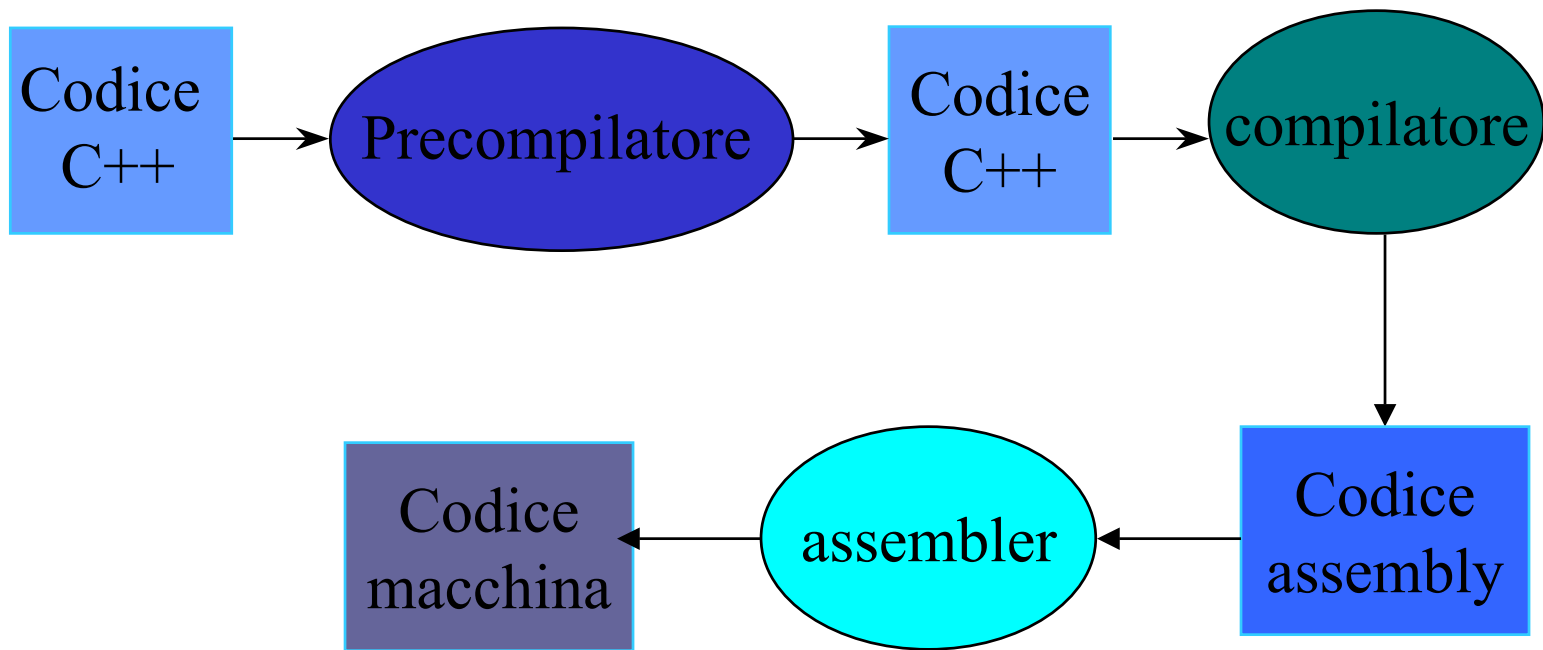 Codice
C++
Precompilatore
Codice
C++
compilatore
Codice
assembly
assembler
Codice
macchina